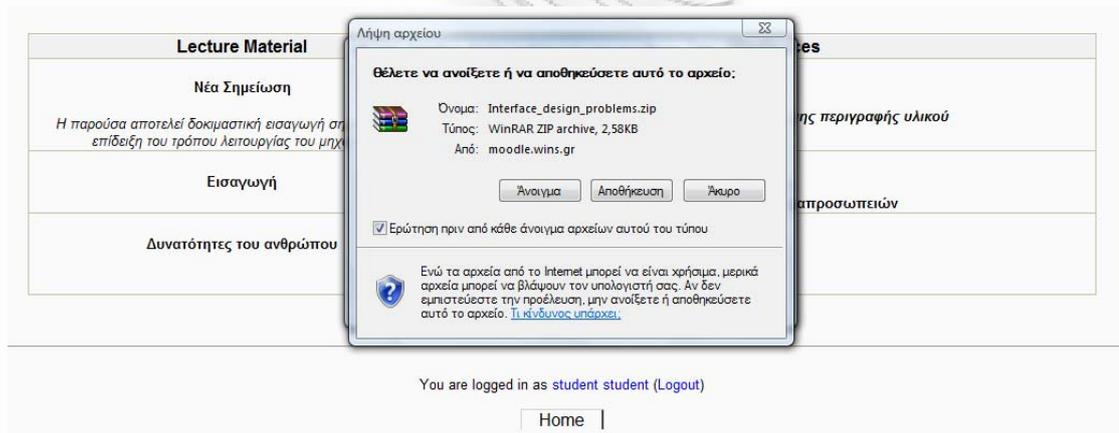 Lecture Material
ces
Νέα Σημείωση
Η παρούσα αποτελεί δοκιμαστική εισαγωγή
επίδειξη του τρόπου λειτουργίας του
Εισαγωγή
Δυνατότητες του ανθρώπου
ης περιγραφής υλικού
απροσωπειών
Λήψη αρχείου
Θέλετε να ανοίξετε ή να αποθηκεύσετε αυτό το αρχείο;
Όνομα: Interface_design_problems.zip
Τύπος: WinRAR ZIP archive, 2,58KB
Από: moodle.wins.gr
Άνοιγμα Αποθήκευση Άκυρο
Ερώτηση πριν από κάθε άνοιγμα αρχείων αυτού του τύπου
Ενώ τα αρχεία από το Internet μπορεί να είναι χρήσιμα, μερικά
αρχεία μπορεί να βλάψουν τον υπολογιστή σας. Αν δεν
εμπιστεύεστε την προέλευση, μην ανοίξετε ή αποθηκεύσετε
αυτό το αρχείο. Τι κίνδυνος υπάρχει;
You are logged in as student student (Logout)
Home